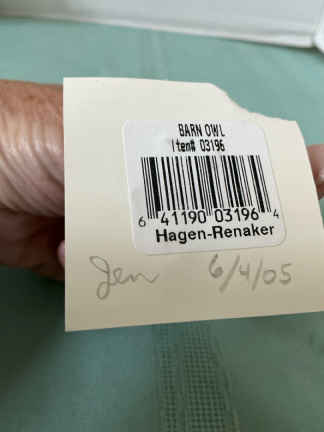 BARN OWL
Item# 03196
6 41190 03196 4
Hagen-Renaker
Jen 6/4/05